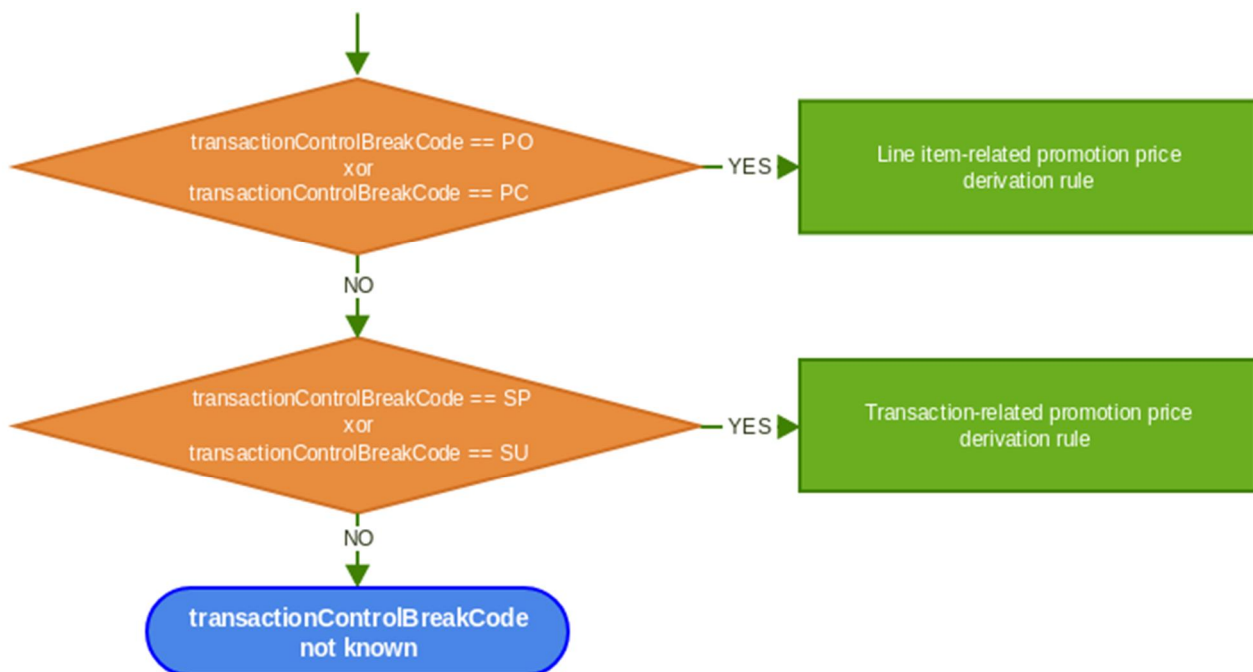 transactionControlBreakCode == PO
xor
transactionControlBreakCode == PC
YES
Line item-related promotion price
derivation rule
NO
transactionControlBreakCode == SP
xor
transactionControlBreakCode == SU
YES
Transaction-related promotion price
derivation rule
NO
transactionControlBreakCode
not known